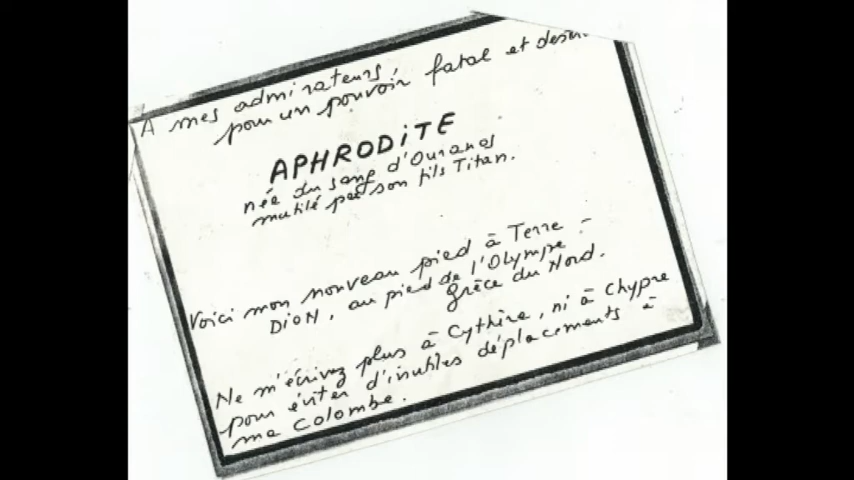 A mes admirateurs,
pour un pouvoir fatal et
APHRODiTE
née du sang d'Ouranos
mutilé par son fils Titan.
Voici mon nouveau pied à Terre -
DiON, au pied de l'Olympe -
Grèce du Nord.
Ne m'écrivez plus à Cythère, ni à Chypre
pour éviter d'inutiles déplacements à
ma Colombe.